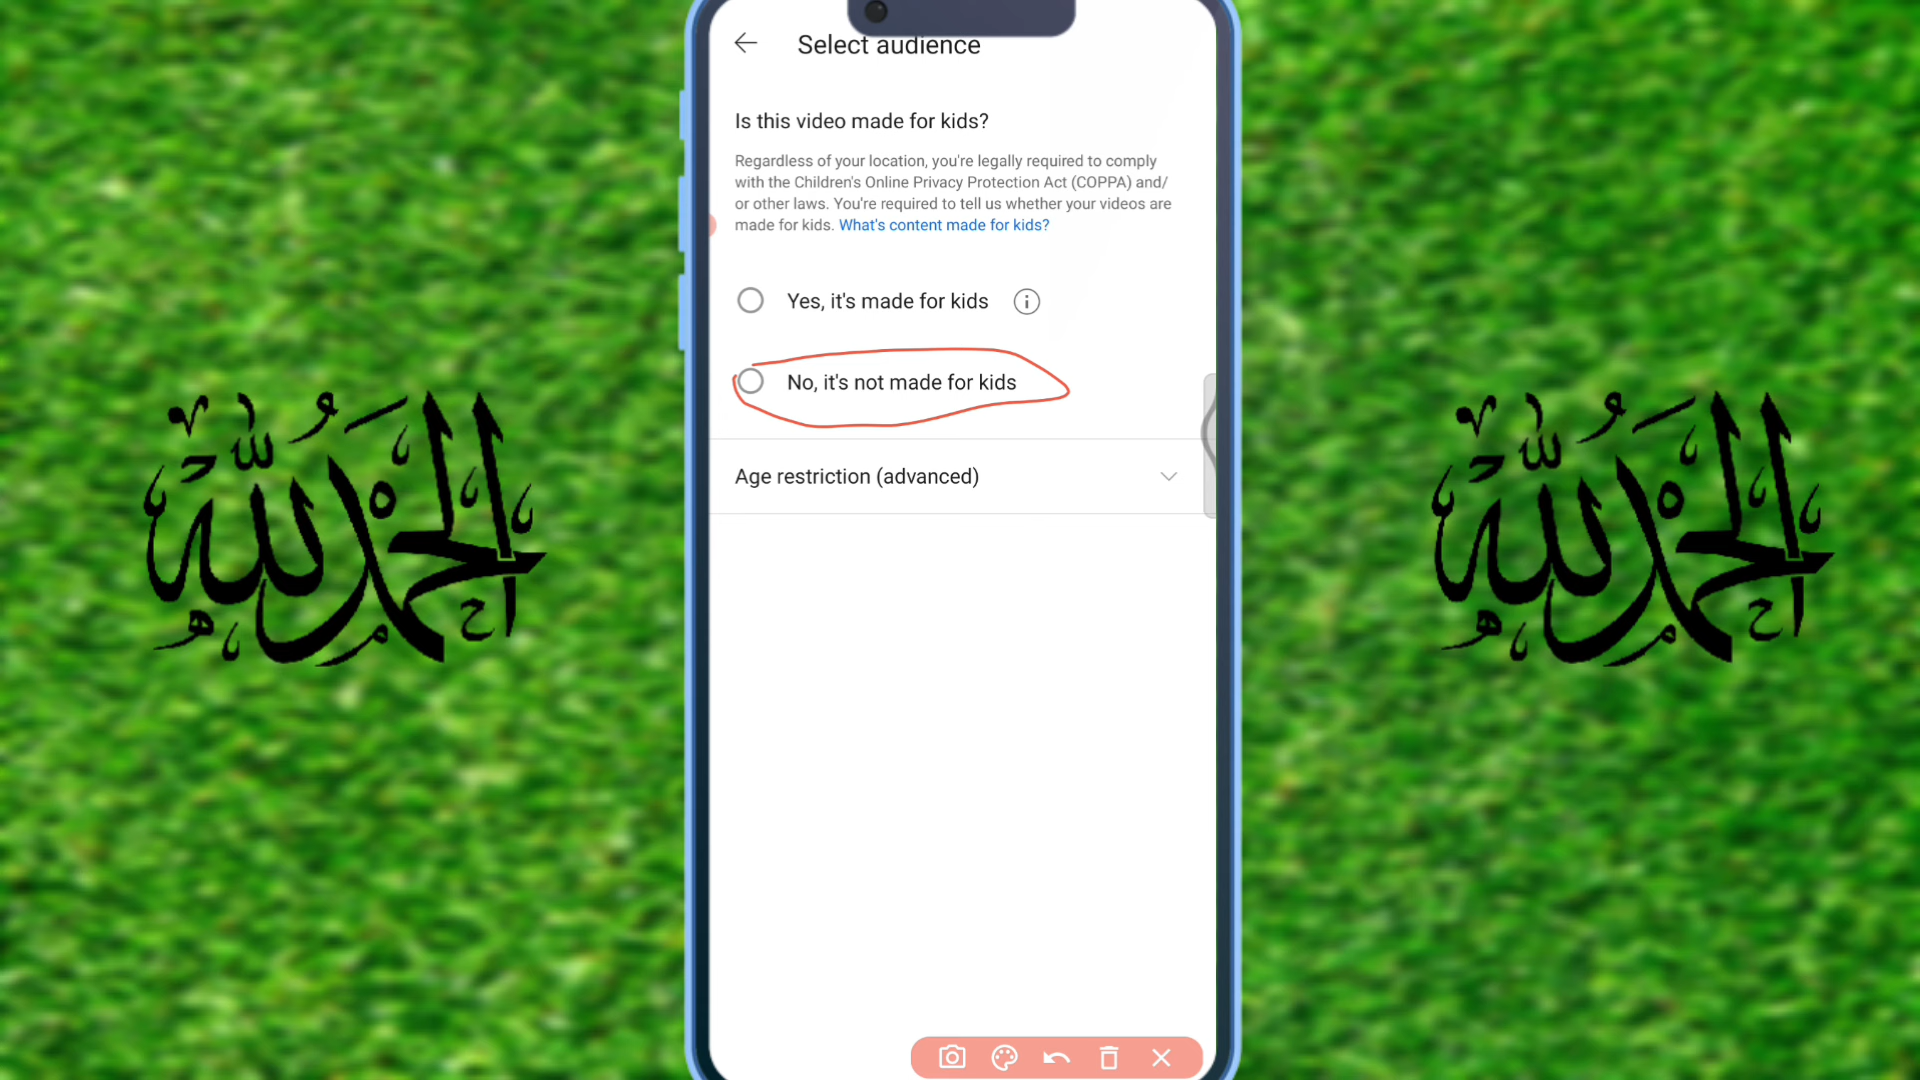 Select audience
Is this video made for kids?
Regardless of your location, you're legally required to comply
with the Children's Online Privacy Protection Act (COPPA) and/
or other laws. You're required to tell us whether your videos are
made for kids. What's content made for kids?
Yes, it's made for kids
No, it's not made for kids
Age restriction (advanced)
الحمد لله
الحمد لله